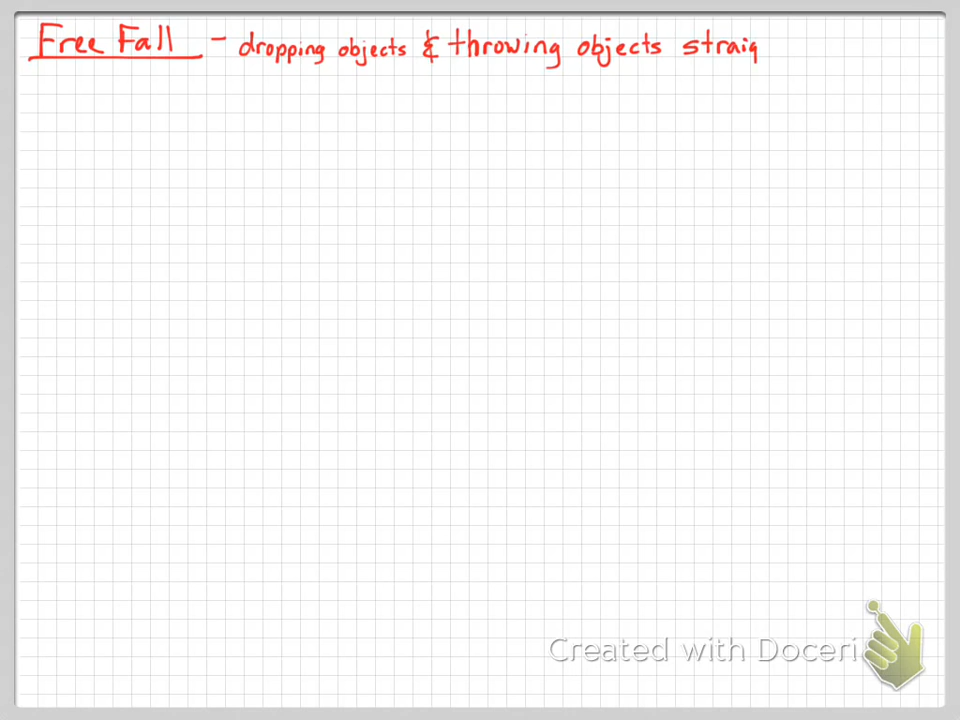 Free Fall - dropping objects & throwing objects straig
Created with Doceri